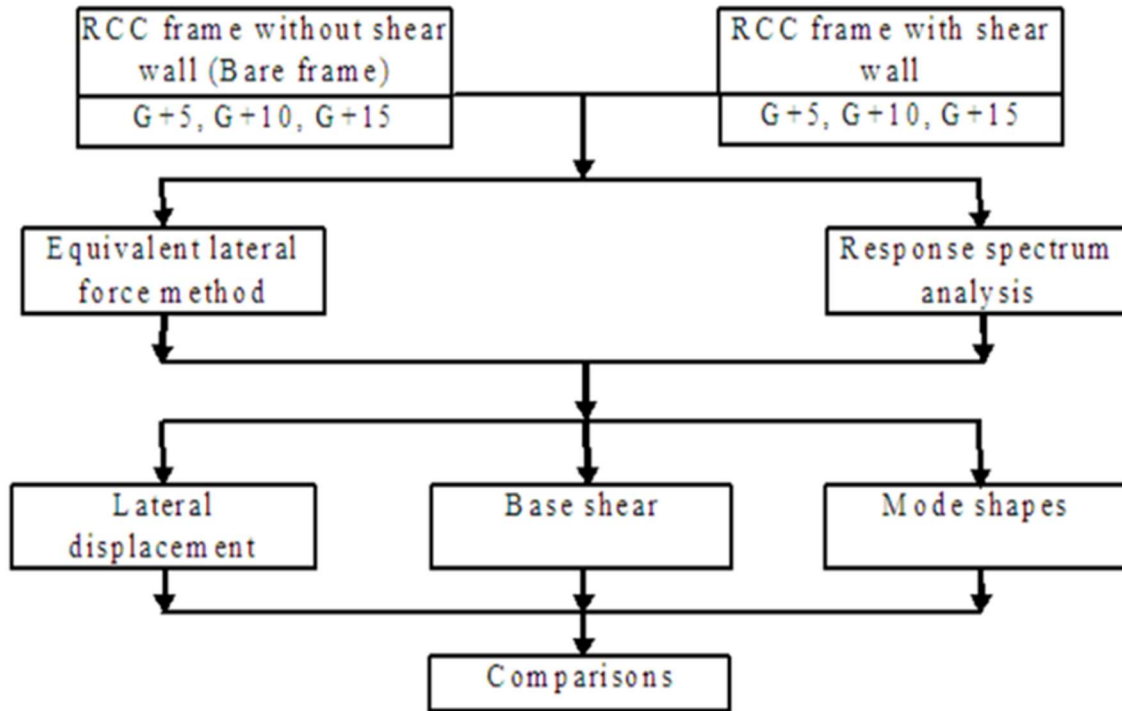 RCC frame without shear
wall (Bare frame)
G+5, G+10, G+15
RCC frame with shear
wall
G+5, G+10, G+15
Equivalent lateral
force method
Response spectrum
analysis
Lateral
displacement
Base shear
Mode shapes
Comparisons